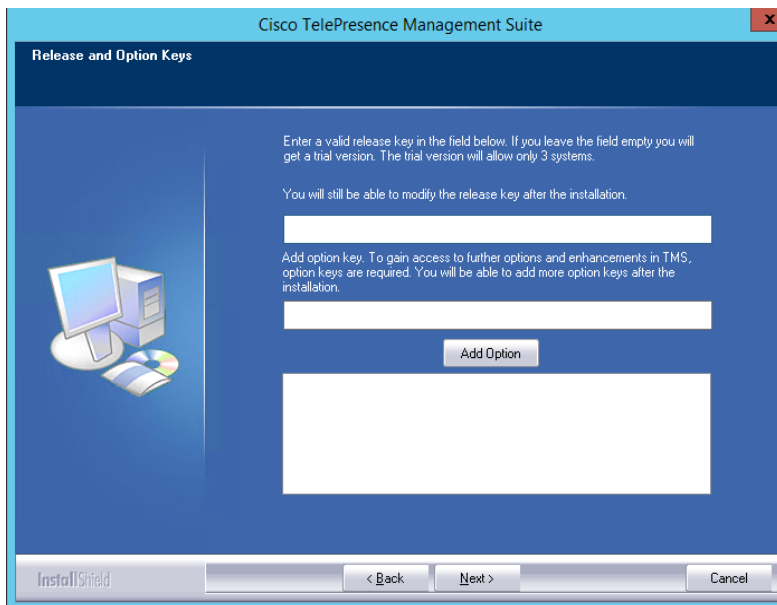 Cisco TelePresence Management Suite
x
Release and Option Keys
Enter a valid release key in the field below. If you leave the field empty you will
get a trial version. The trial version will allow only 3 systems.
You will still be able to modify the release key after the installation.
Add option key. To gain access to further options and enhancements in TMS,
option keys are required. You will be able to add more option keys after the
installation.
Add Option
InstallShield
< Back
Next >
Cancel